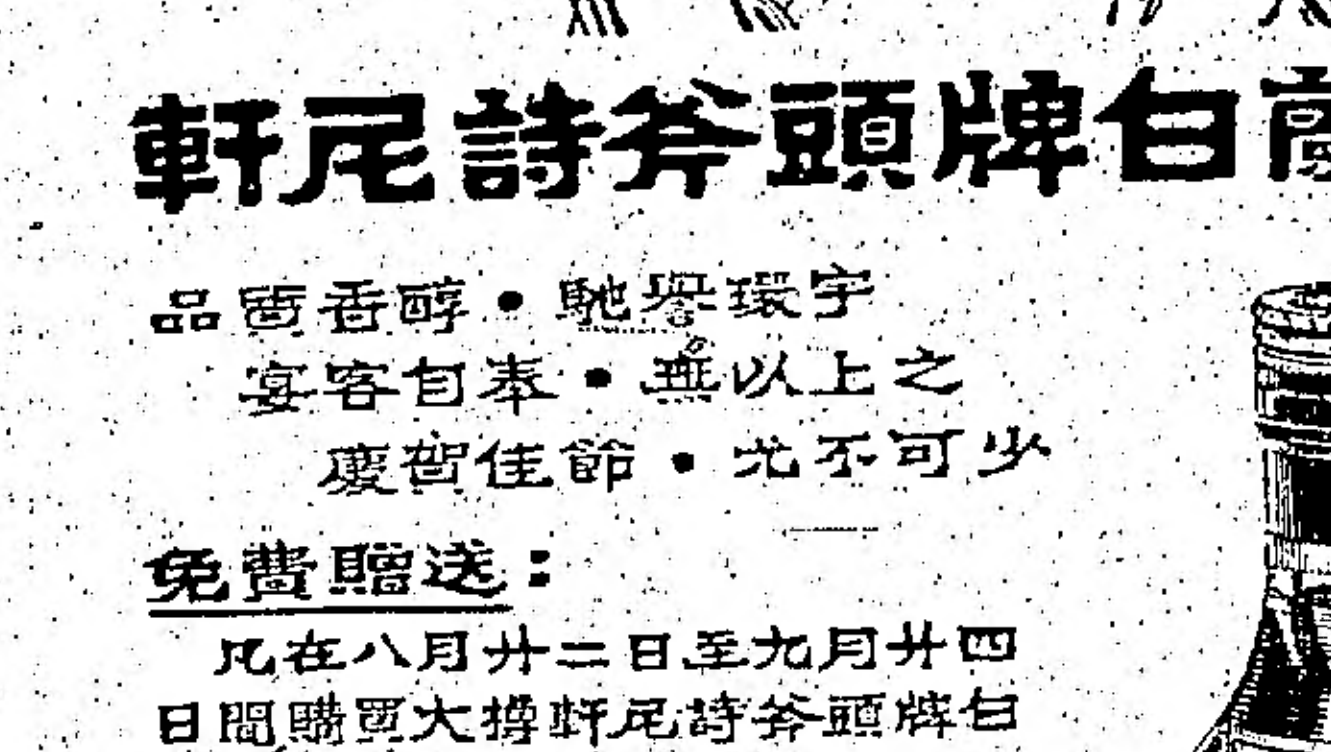 軒尼詩斧頭牌白蘭
品質香醇•馳譽環宇
宴客自奉•無以上之
慶賀佳節•尤不可少
免費贈送：
凡在八月廿二日至九月廿四
日間購買大樽軒尼詩斧頭牌白